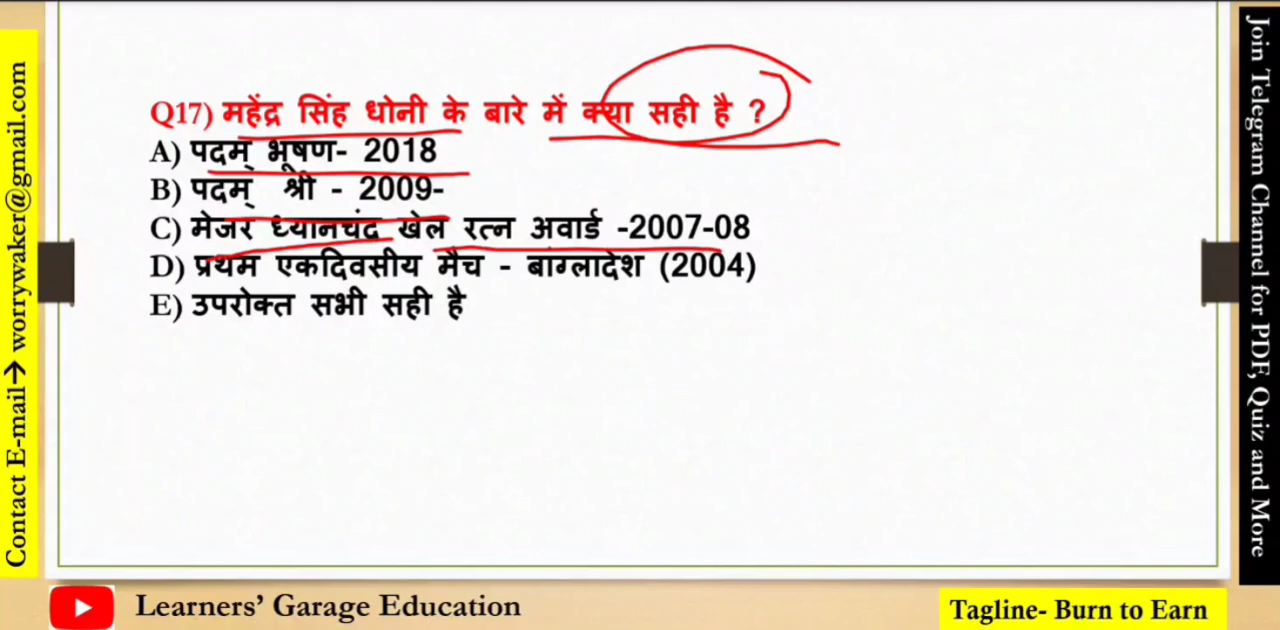 Q17) महेंद्र सिंह धोनी के बारे में क्या सही है ?
A) पदम् भूषण- 2018
B) पदम् श्री - 2009-
C) मेजर ध्यानचंद खेल रत्न अवार्ड -2007-08
D) प्रथम एकदिवसीय मैच - बांग्लादेश (2004)
E) उपरोक्त सभी सही है
Contact E-mail→ worrywaker@gmail.com
Join Telegram Channel for PDF, Quiz and More
Learners’ Garage Education
Tagline- Burn to Earn